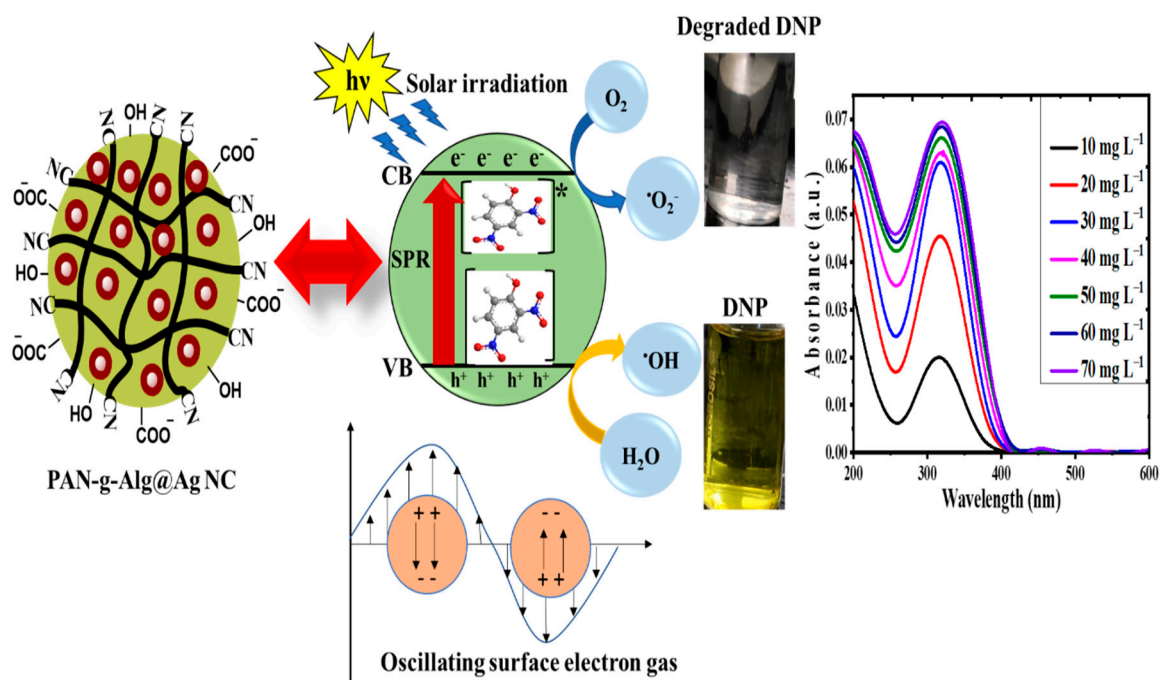 OH
CN
NC
CN
COO⁻
NC
⁻OOC
CN
OH
NC
HO
CN
NC
COO⁻
⁻OOC
CN
CN
OH
HO
CN
CN
COO⁻
PAN-g-Alg@Ag NC
hν
Solar irradiation
CB
e⁻ e⁻ e⁻ e⁻
*
SPR
VB
h⁺ h⁺ h⁺ h⁺
O₂
•O₂⁻
•OH
H₂O
Degraded DNP
DNP
+ +
- -
- -
+ +
Oscillating surface electron gas
Absorbance (a.u.)
0.07
0.06
0.05
0.04
0.03
0.02
0.01
0.00
200 300 400 500 600
Wavelength (nm)
10 mg L⁻¹
20 mg L⁻¹
30 mg L⁻¹
40 mg L⁻¹
50 mg L⁻¹
60 mg L⁻¹
70 mg L⁻¹